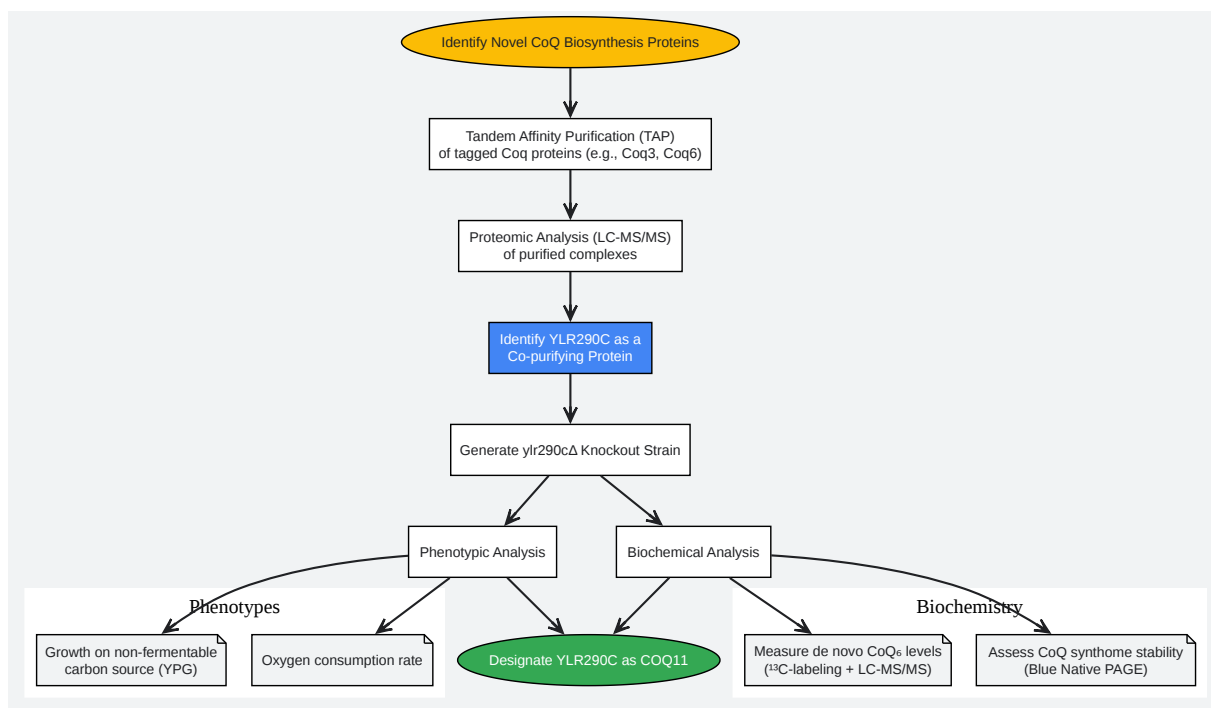 Identify Novel CoQ Biosynthesis Proteins
Tandem Affinity Purification (TAP)
of tagged Coq proteins (e.g., Coq3, Coq6)
Proteomic Analysis (LC-MS/MS)
of purified complexes
Identify YLR290C as a
Co-purifying Protein
Generate ylr290cΔ Knockout Strain
Phenotypic Analysis
Biochemical Analysis
Phenotypes
Biochemistry
Growth on non-fermentable
carbon source (YPG)
Oxygen consumption rate
Designate YLR290C as COQ11
Measure de novo CoQ₆ levels
(¹³C-labeling + LC-MS/MS)
Assess CoQ synthome stability
(Blue Native PAGE)